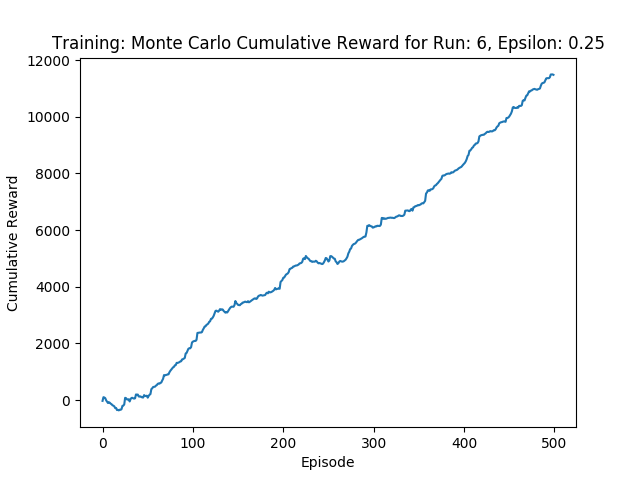 Training: Monte Carlo Cumulative Reward for Run: 6, Epsilon: 0.25
12000
10000
8000
6000
4000
2000
0
Cumulative Reward
0 100 200 300 400 500
Episode